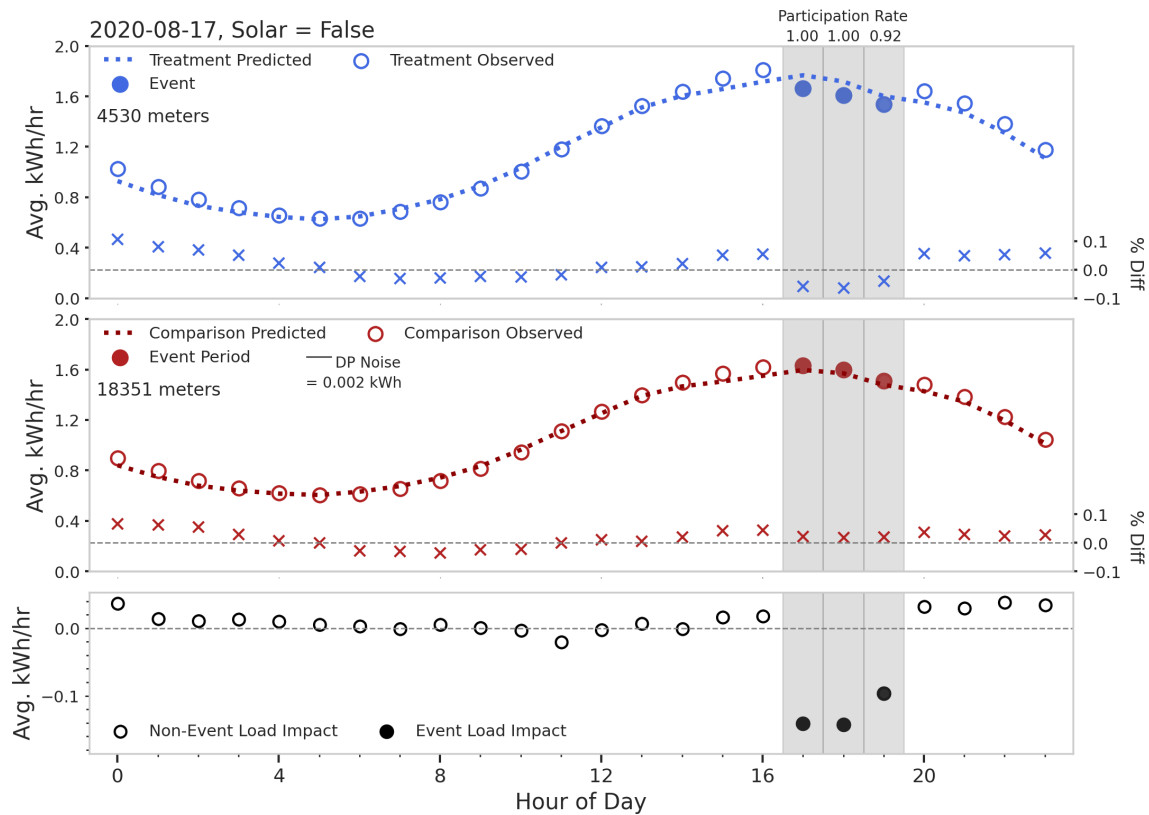 Participation Rate
2020-08-17, Solar = False
1.00 1.00 0.92
2.0
Treatment Predicted Treatment Observed
Event
1.6
4530 meters
1.2
0.8
0.4
0.0
Avg. kWh/hr
0.1
0.0
−0.1
% Diff
2.0
Comparison Predicted Comparison Observed
Event Period DP Noise
= 0.002 kWh
1.6
18351 meters
1.2
0.8
0.4
0.0
Avg. kWh/hr
0.1
0.0
−0.1
% Diff
0.0
−0.1
Avg. kWh/hr
Non-Event Load Impact Event Load Impact
0 4 8 12 16 20
Hour of Day